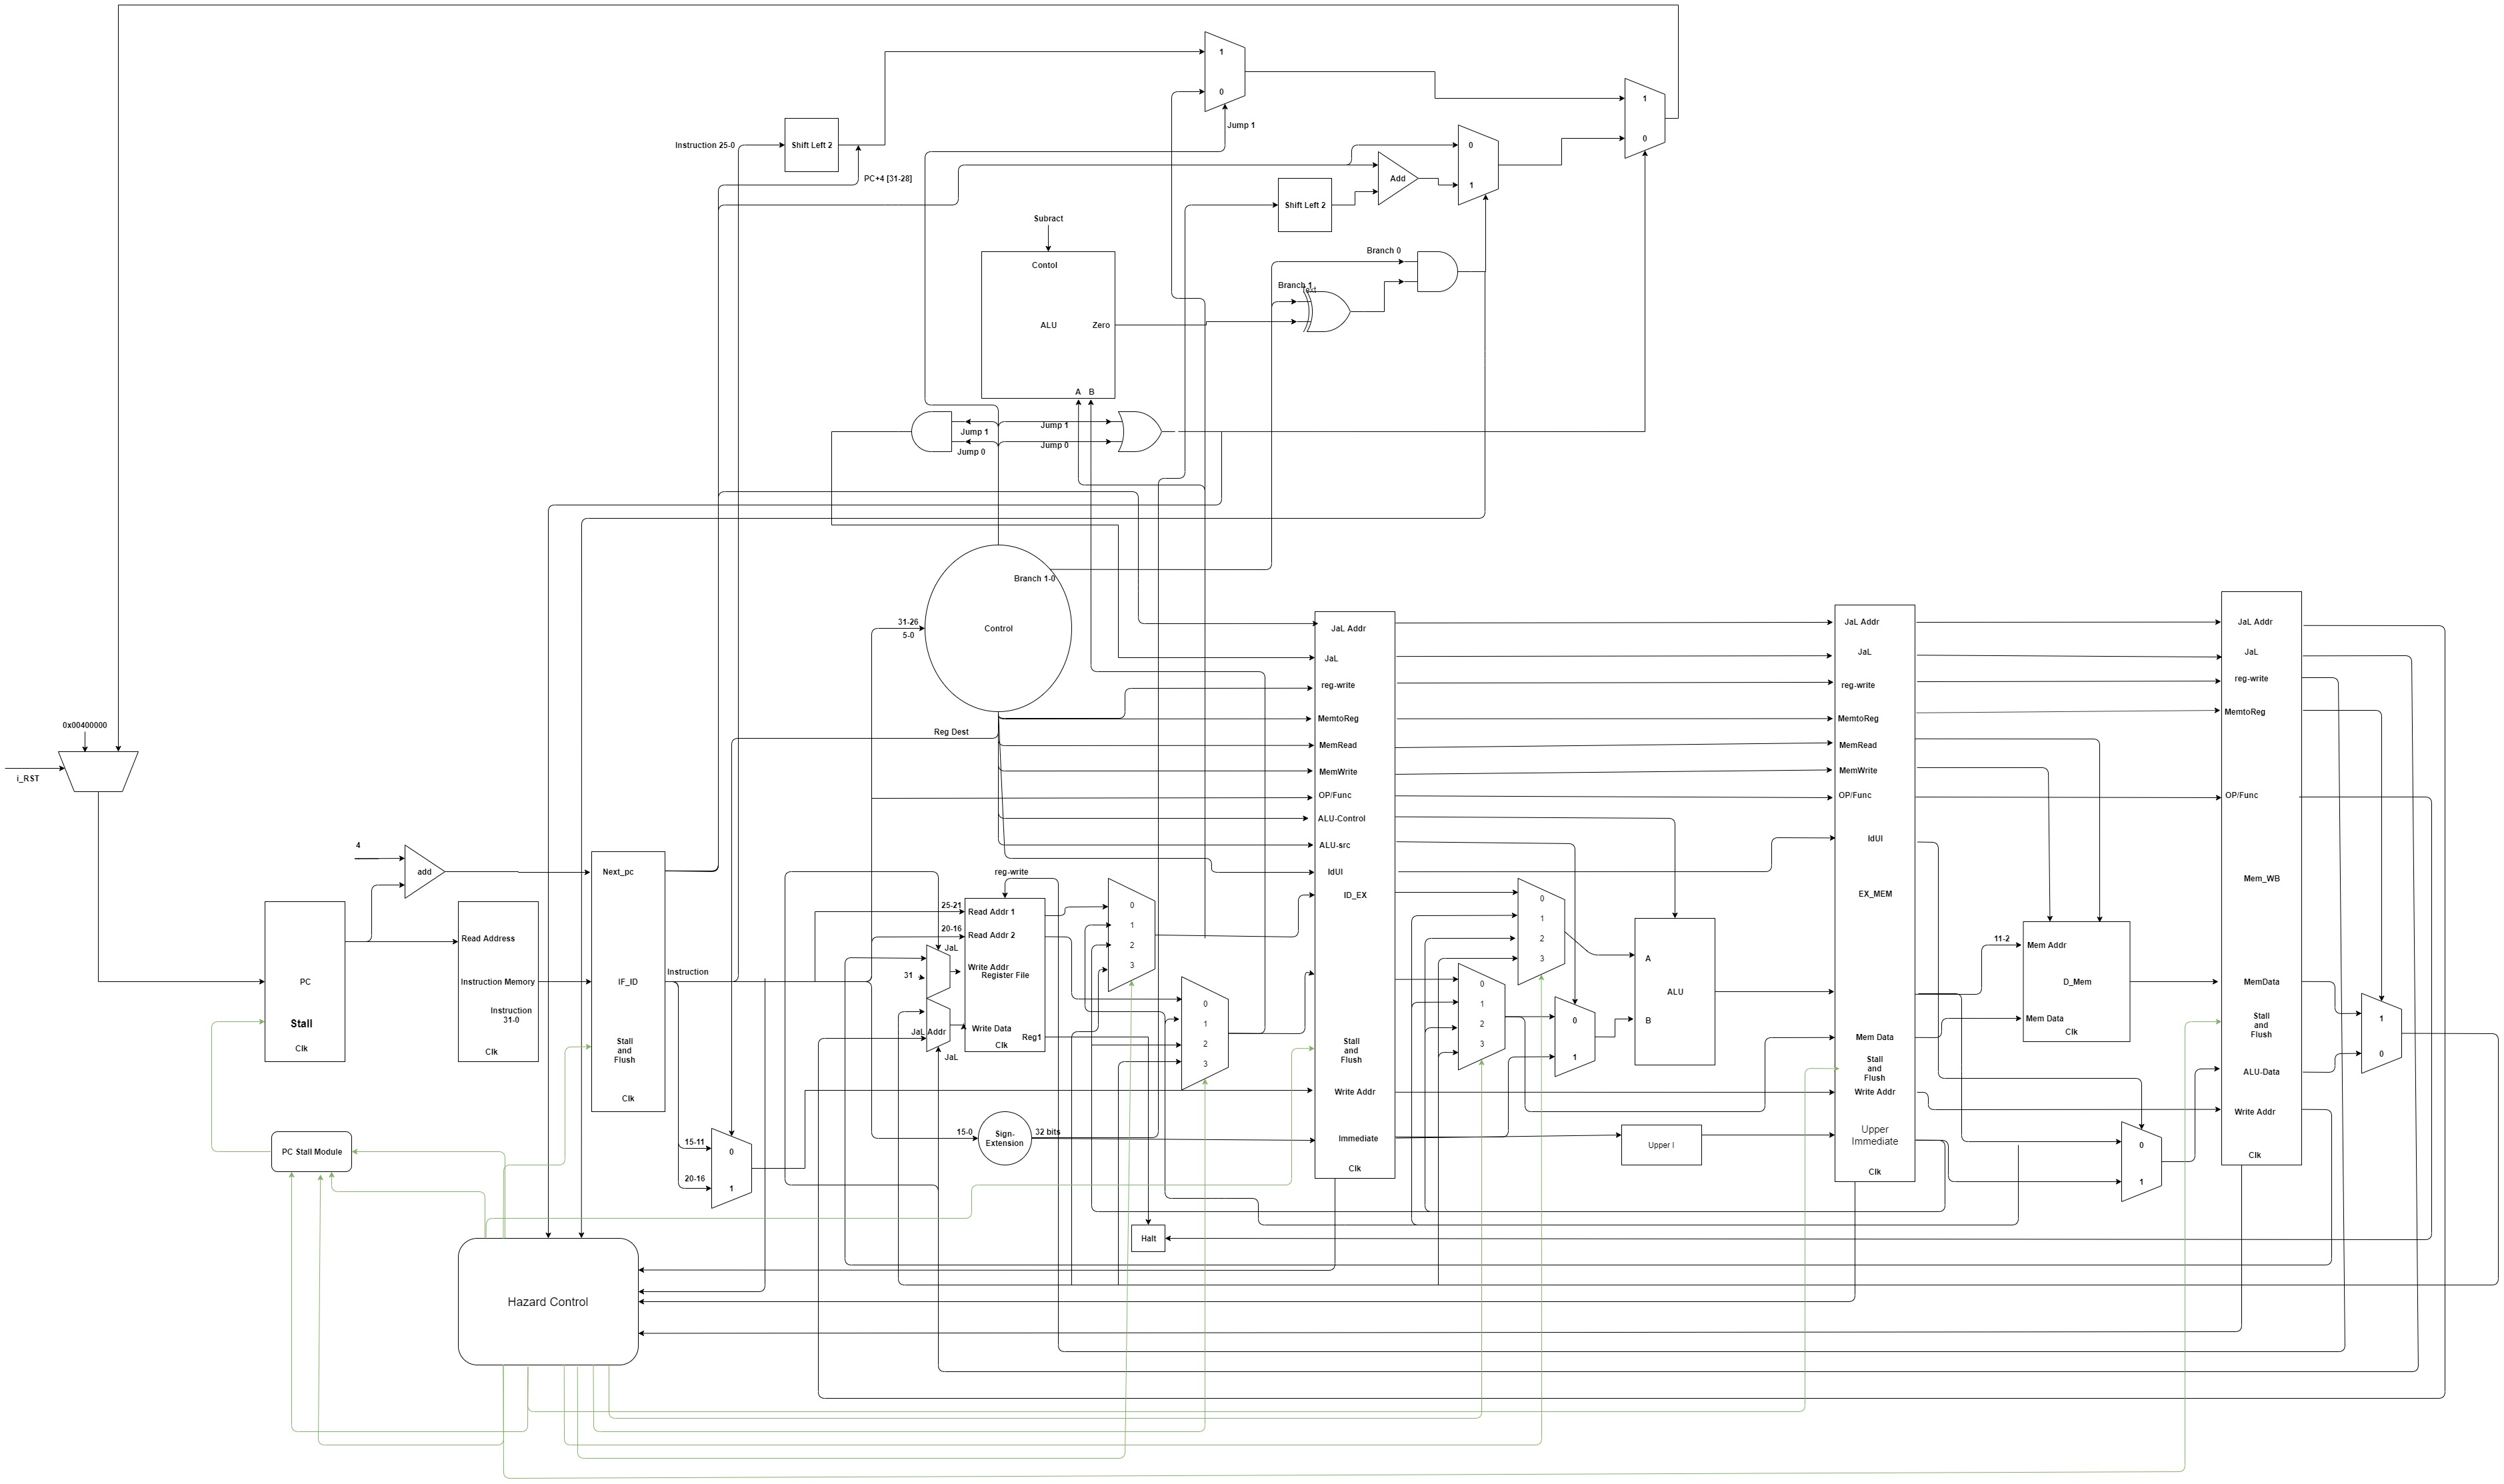 1
0
Jump 1
1
0
Instruction 25-0
Shift Left 2
PC+4 [31-28]
0
1
Add
Shift Left 2
Subract
Contol
ALU
Zero
A B
Branch 0
Branch 1
Text
Jump 1
Jump 0
Jump 1
Jump 0
Branch 1-0
Control
31-26
5-0
Reg Dest
0x00400000
i_RST
4
add
PC
Stall
Clk
Read Address
Instruction Memory
Instruction
31-0
Clk
Next_pc
IF_ID
Stall
and
Flush
Clk
Instruction
15-11
20-16
0
1
reg-write
25-21
20-16
JaL
31
Read Addr 1
Read Addr 2
Write Addr
Register File
Write Data
Reg1
Clk
JaL Addr
JaL
0
1
2
3
0
1
2
3
15-0
Sign-
Extension
32 bits
JaL Addr
JaL
reg-write
MemtoReg
MemRead
MemWrite
OP/Func
ALU-Control
ALU-src
IdUI
ID_EX
Stall
and
Flush
Write Addr
Immediate
Clk
0
1
2
3
0
1
2
3
0
1
A
B
ALU
Upper I
JaL Addr
JaL
reg-write
MemtoReg
MemRead
MemWrite
OP/Func
IdUI
EX_MEM
Mem Data
Stall
and
Flush
Write Addr
Upper
Immediate
Clk
11-2
Mem Addr
D_Mem
Mem Data
Clk
0
1
JaL Addr
JaL
reg-write
MemtoReg
OP/Func
Mem_WB
MemData
Stall
and
Flush
ALU-Data
Write Addr
Clk
1
0
PC Stall Module
Halt
Hazard Control